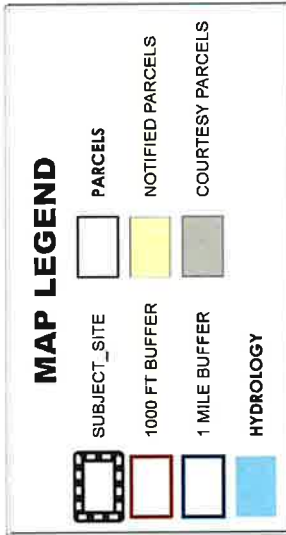 MAP LEGEND
SUBJECT_SITE
1000 FT BUFFER
1 MILE BUFFER
HYDROLOGY
PARCELS
NOTIFIED PARCELS
COURTESY PARCELS